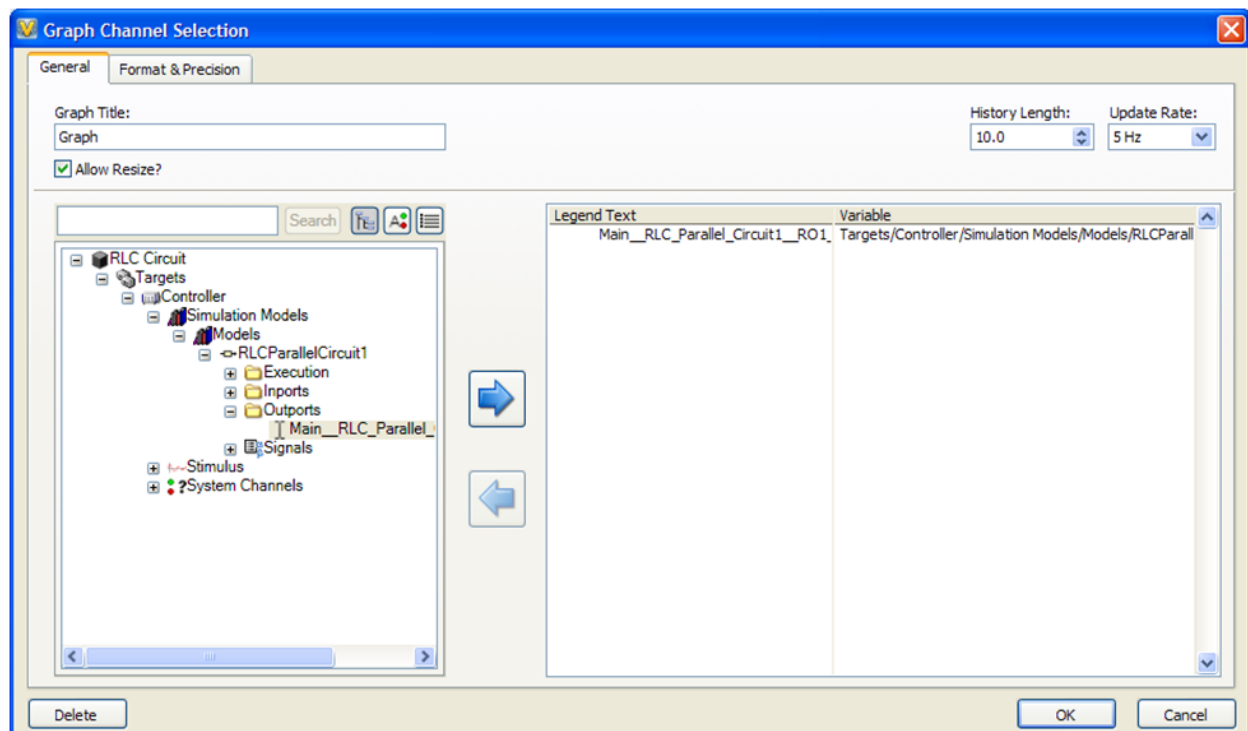 Graph Channel Selection
General Format & Precision
Graph Title: History Length: Update Rate:
Graph 10.0 5 Hz
Allow Resize?
Search
Legend Text Variable
Main__RLC_Parallel_Circuit1__RO1_ Targets/Controller/Simulation Models/Models/RLCParall
RLC Circuit
Targets
Controller
Simulation Models
Models
RLCParallelCircuit1
Execution
Inports
Outports
Main__RLC_Parallel_
Signals
Stimulus
System Channels
Delete OK Cancel